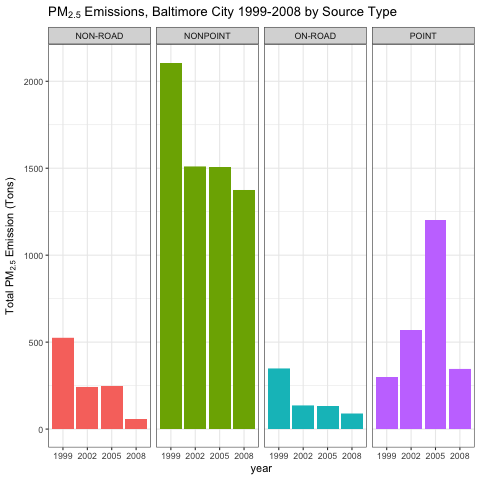 PM2.5 Emissions, Baltimore City 1999-2008 by Source Type
NON-ROAD NONPOINT ON-ROAD POINT
Total PM2.5 Emission (Tons)
2000
1500
1000
500
0
1999 2002 2005 2008 1999 2002 2005 2008 1999 2002 2005 2008 1999 2002 2005 2008
year